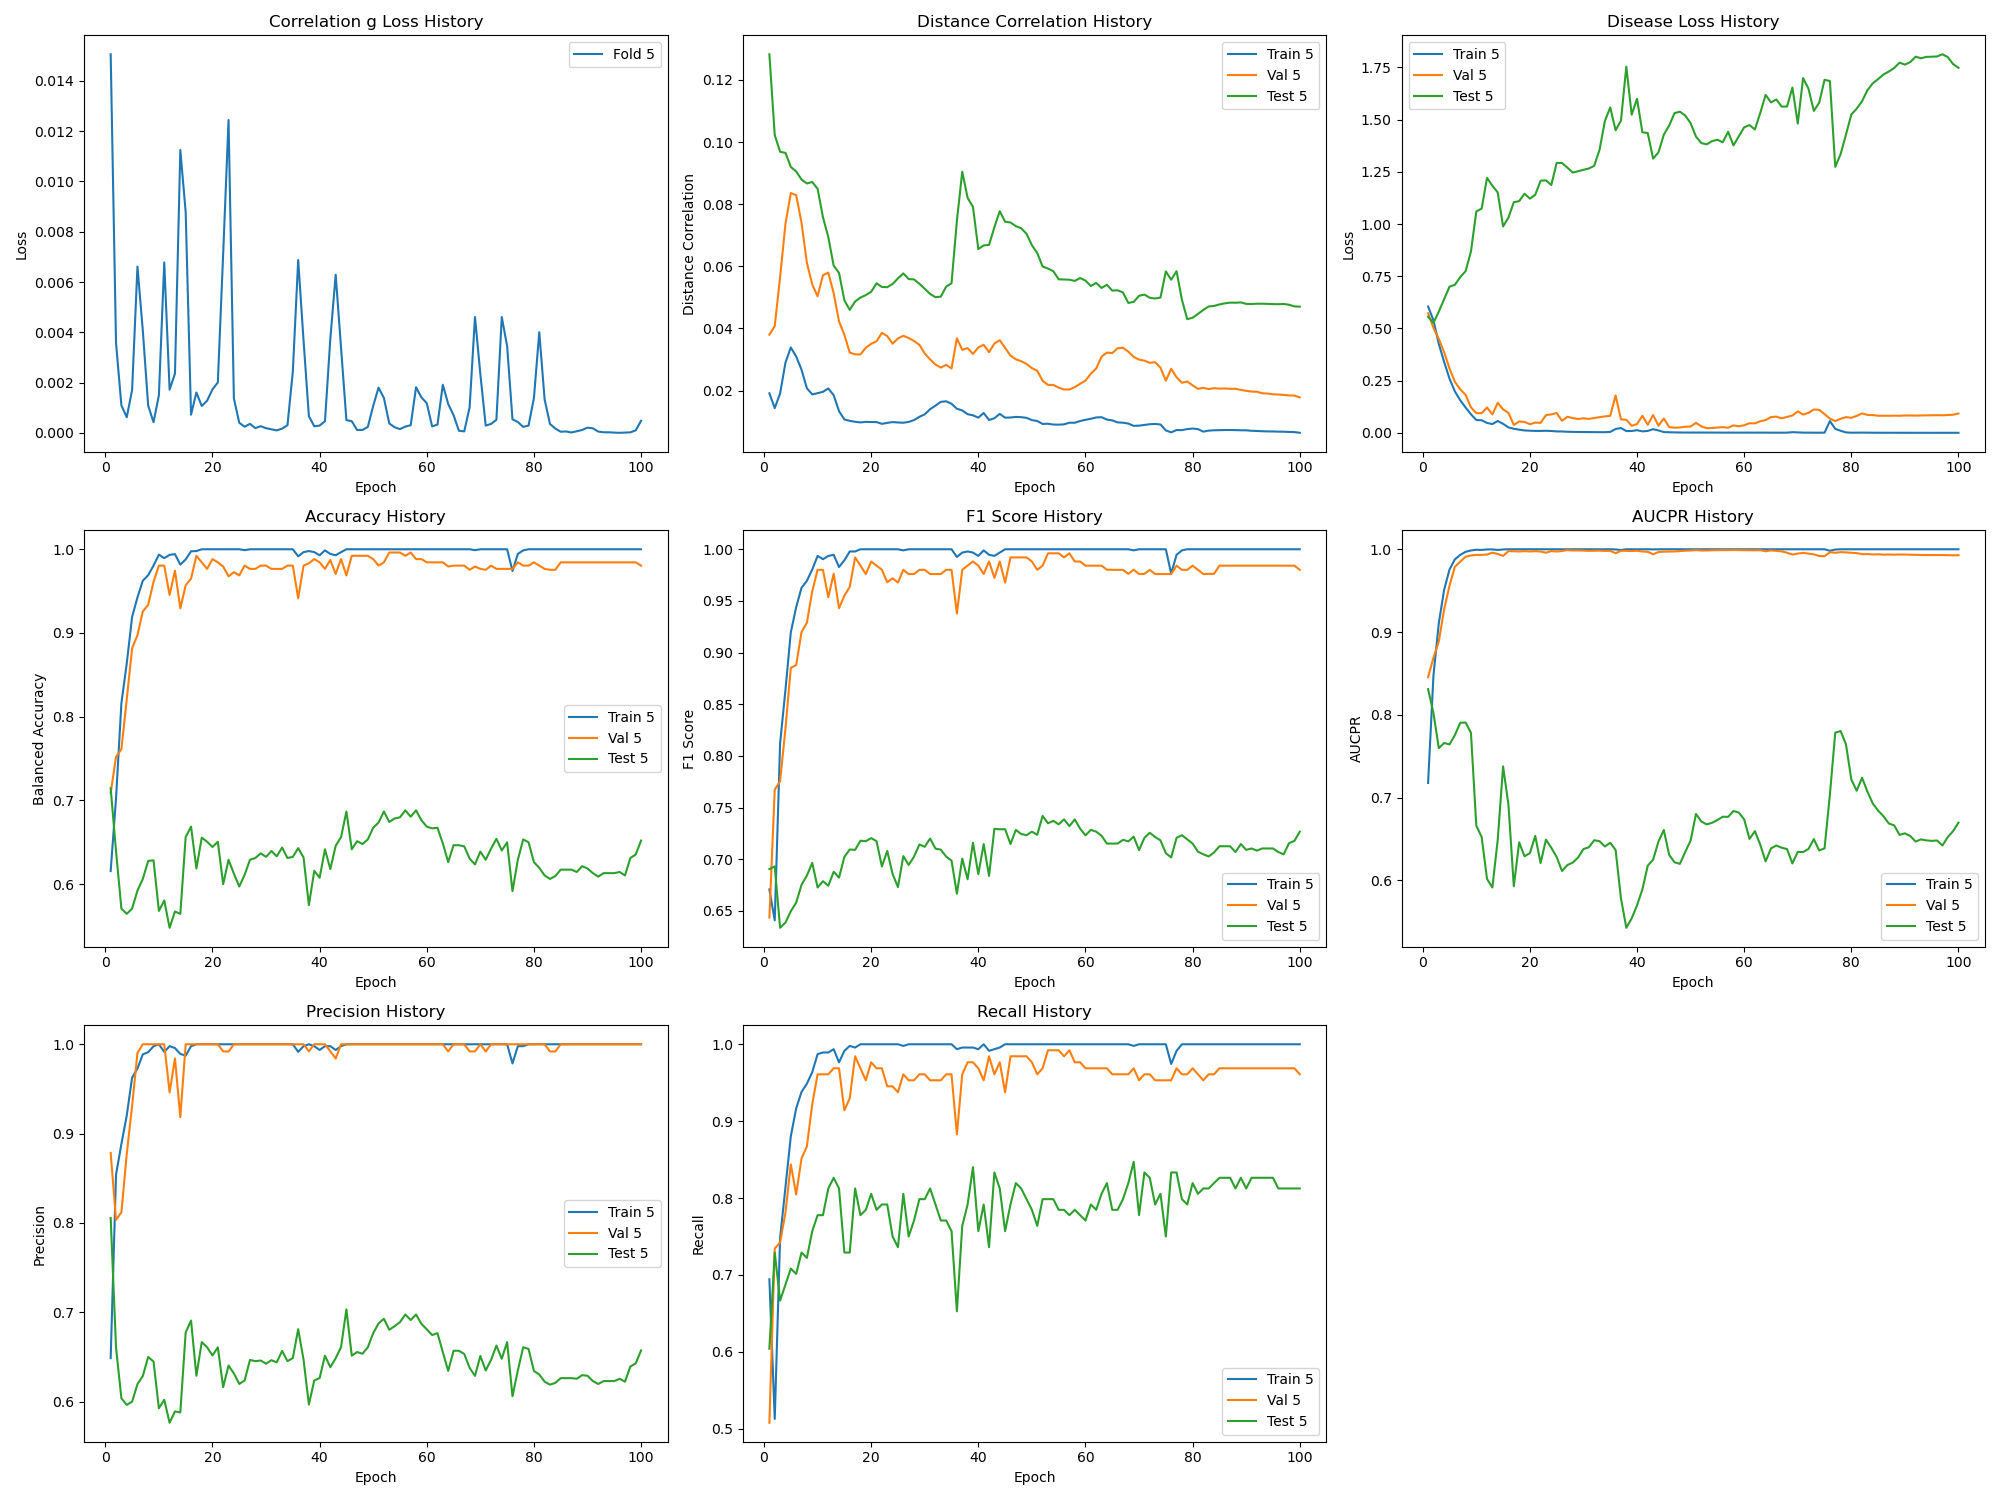 Correlation g Loss History
Loss
0.014
0.012
0.010
0.008
0.006
0.004
0.002
0.000
0 20 40 60 80 100
Epoch
Fold 5
Distance Correlation History
Distance Correlation
0.12
0.10
0.08
0.06
0.04
0.02
0 20 40 60 80 100
Epoch
Train 5
Val 5
Test 5
Disease Loss History
Loss
1.75
1.50
1.25
1.00
0.75
0.50
0.25
0.00
0 20 40 60 80 100
Epoch
Train 5
Val 5
Test 5
Accuracy History
Balanced Accuracy
1.0
0.9
0.8
0.7
0.6
0 20 40 60 80 100
Epoch
Train 5
Val 5
Test 5
F1 Score History
F1 Score
1.00
0.95
0.90
0.85
0.80
0.75
0.70
0.65
0 20 40 60 80 100
Epoch
Train 5
Val 5
Test 5
AUCPR History
AUCPR
1.0
0.9
0.8
0.7
0.6
0 20 40 60 80 100
Epoch
Train 5
Val 5
Test 5
Precision History
Precision
1.0
0.9
0.8
0.7
0.6
0 20 40 60 80 100
Epoch
Train 5
Val 5
Test 5
Recall History
Recall
1.0
0.9
0.8
0.7
0.6
0.5
0 20 40 60 80 100
Epoch
Train 5
Val 5
Test 5